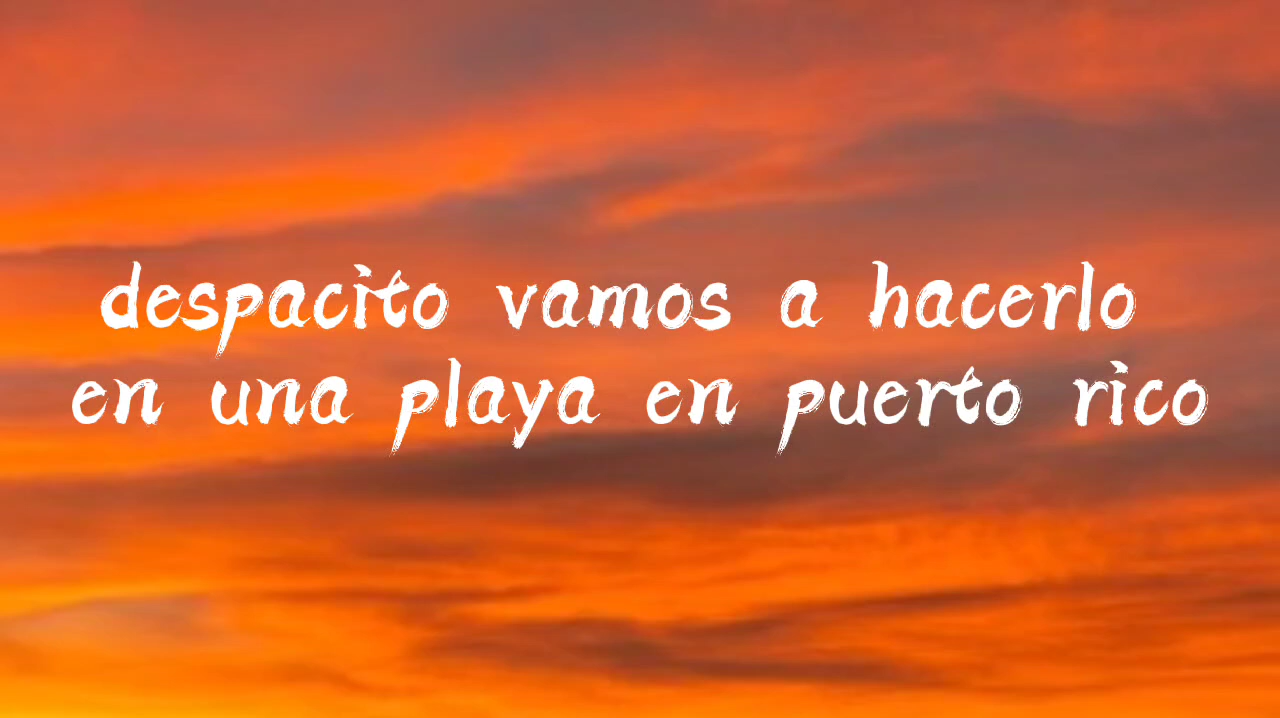 despacito vamos a hacerlo
en una playa en puerto rico